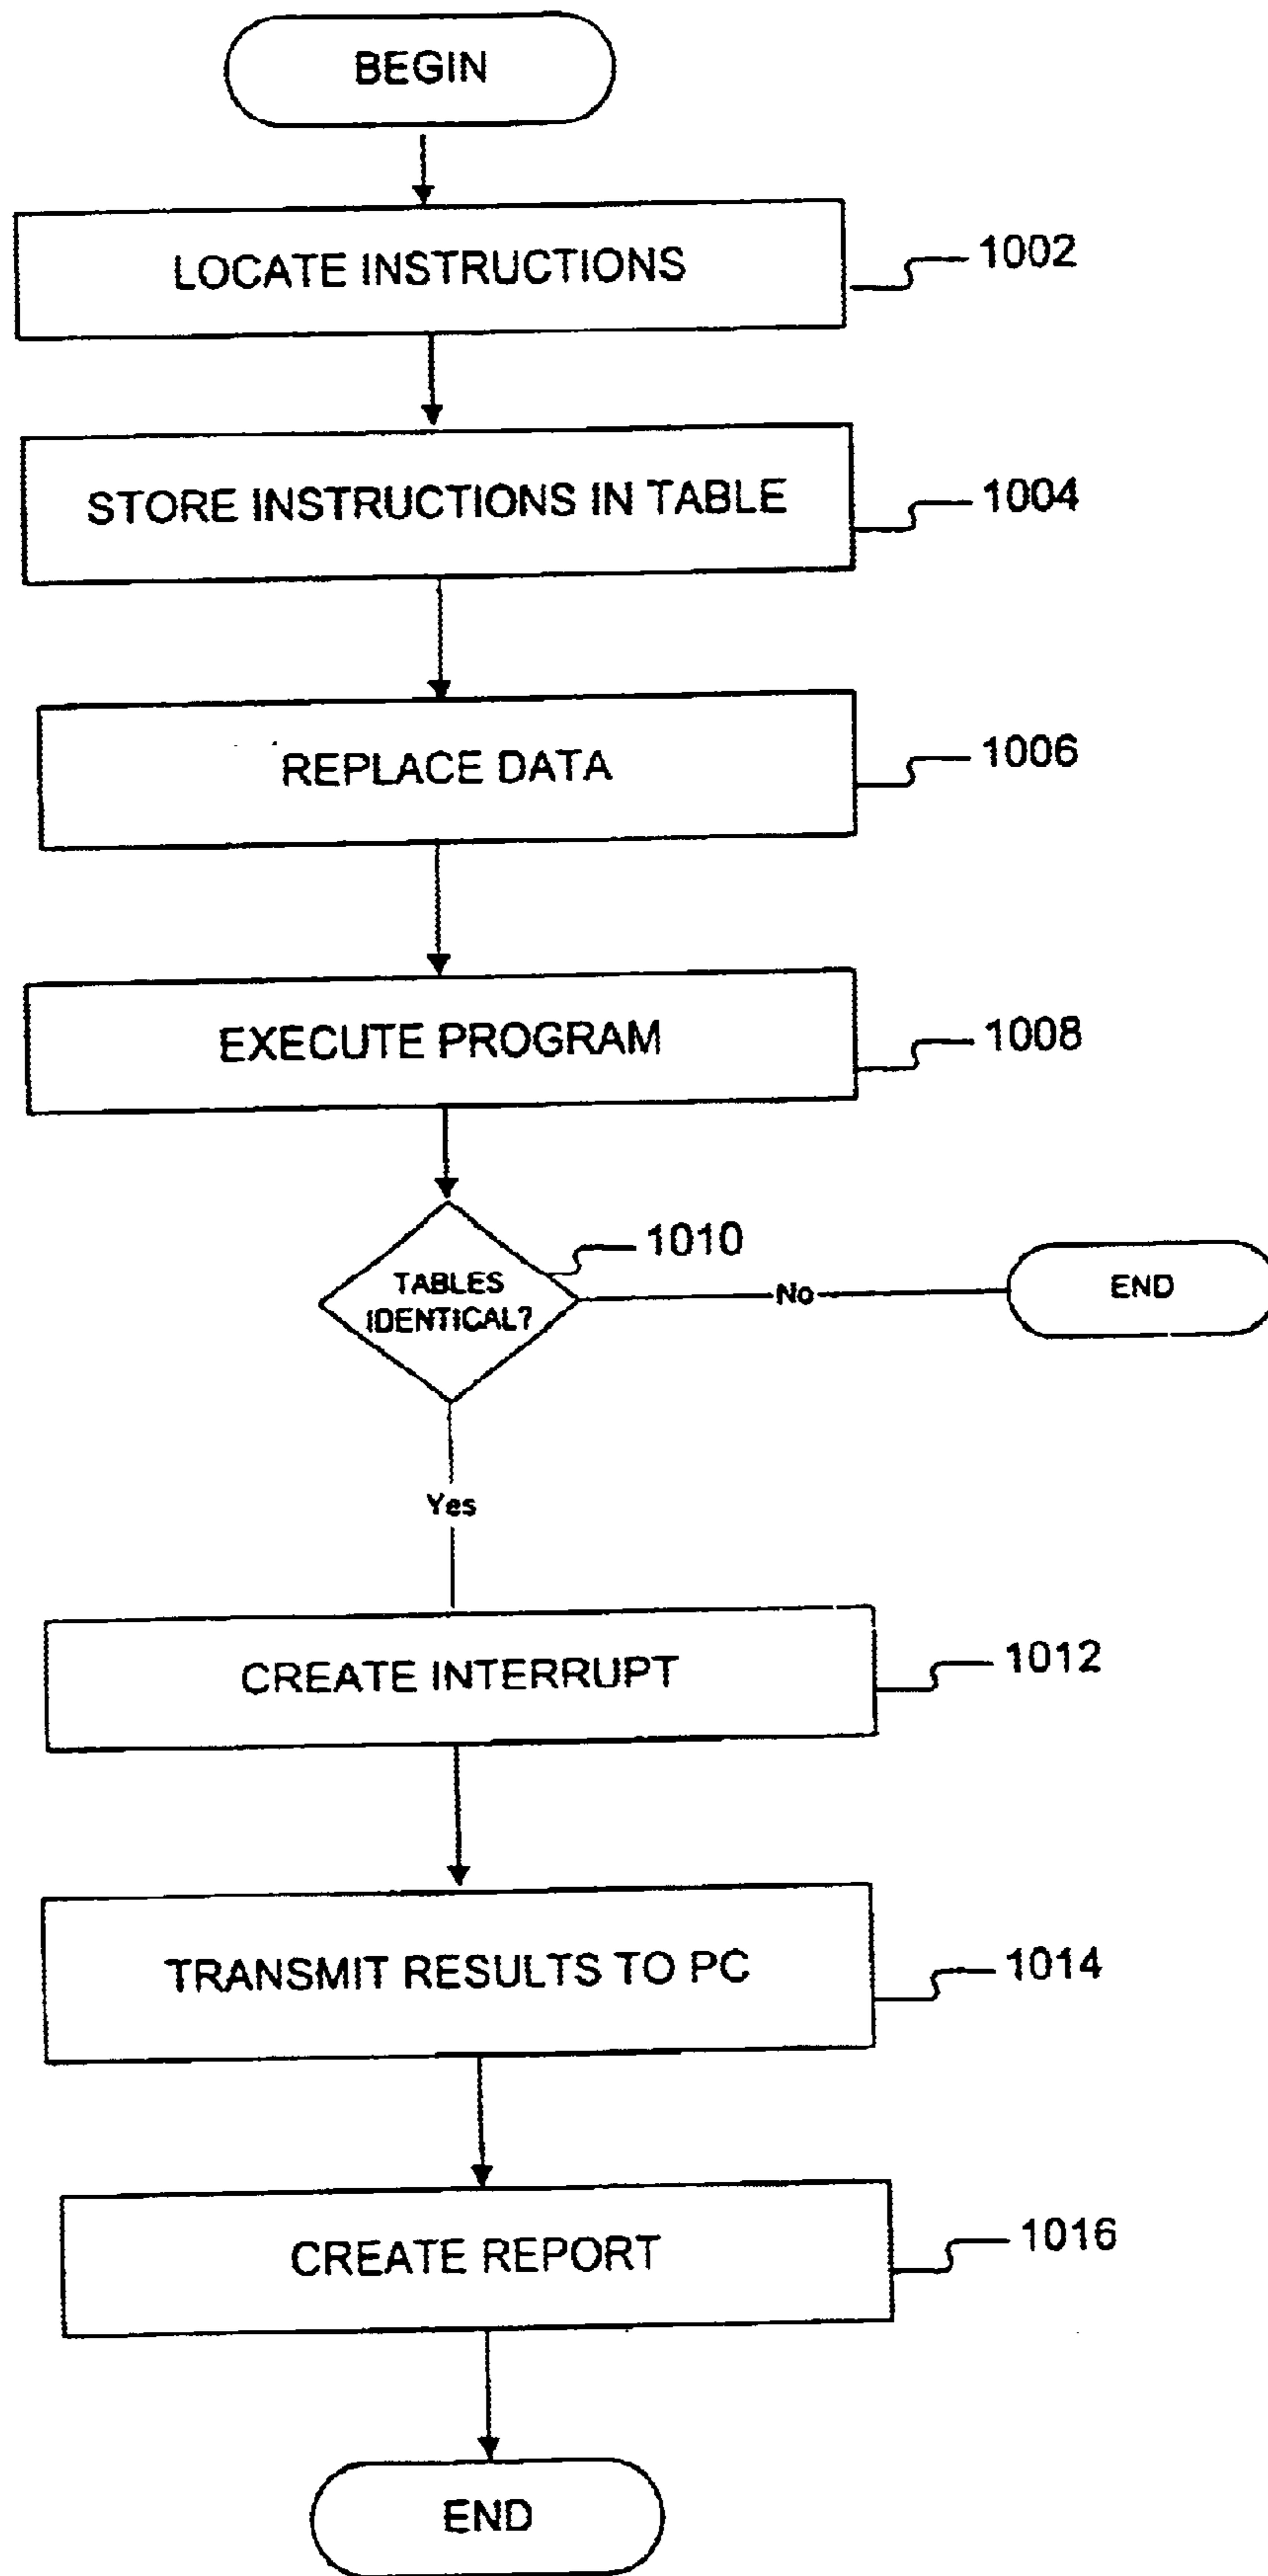 BEGIN
LOCATE INSTRUCTIONS
1002
STORE INSTRUCTIONS IN TABLE
1004
REPLACE DATA
1006
EXECUTE PROGRAM
1008
TABLES
IDENTICAL?
1010
No
END
Yes
CREATE INTERRUPT
1012
TRANSMIT RESULTS TO PC
1014
CREATE REPORT
1016
END